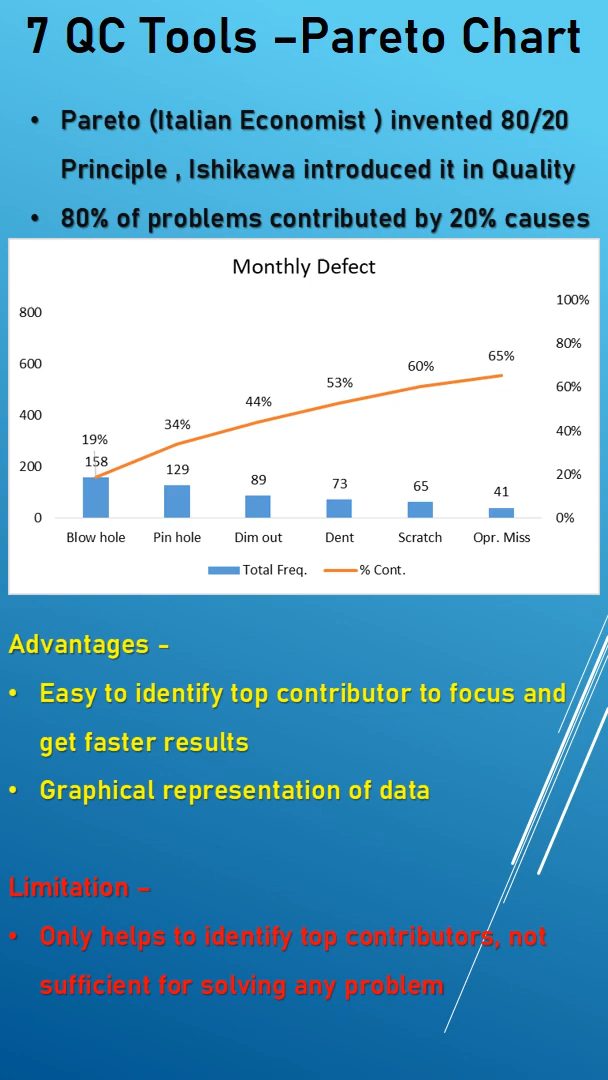 7 QC Tools –Pareto Chart
• Pareto (Italian Economist ) invented 80/20
Principle , Ishikawa introduced it in Quality
• 80% of problems contributed by 20% causes
Monthly Defect
800
600
400
200
0
100%
80%
60%
40%
20%
0%
19%
34%
44%
53%
60%
65%
158
129
89
73
65
41
Blow hole
Pin hole
Dim out
Dent
Scratch
Opr. Miss
Total Freq.
% Cont.
Advantages –
• Easy to identify top contributor to focus and
get faster results
• Graphical representation of data
Limitation –
• Only helps to identify top contributors, not
sufficient for solving any problem